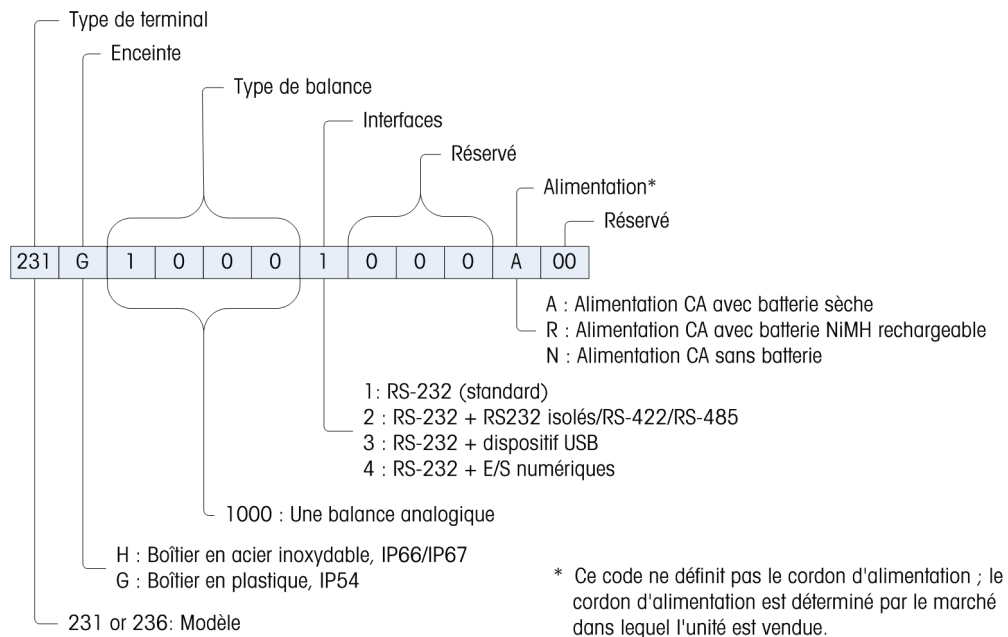 Type de terminal
Enceinte
Type de balance
Interfaces
Réservé
Alimentation*
Réservé
231 G 1 0 0 0 1 0 0 0 A 00
A : Alimentation CA avec batterie sèche
R : Alimentation CA avec batterie NiMH rechargeable
N : Alimentation CA sans batterie
1: RS-232 (standard)
2 : RS-232 + RS232 isolés/RS-422/RS-485
3 : RS-232 + dispositif USB
4 : RS-232 + E/S numériques
1000 : Une balance analogique
H : Boîtier en acier inoxydable, IP66/IP67
G : Boîtier en plastique, IP54
231 or 236: Modèle
* Ce code ne définit pas le cordon d'alimentation ; le
cordon d'alimentation est déterminé par le marché
dans lequel l'unité est vendue.